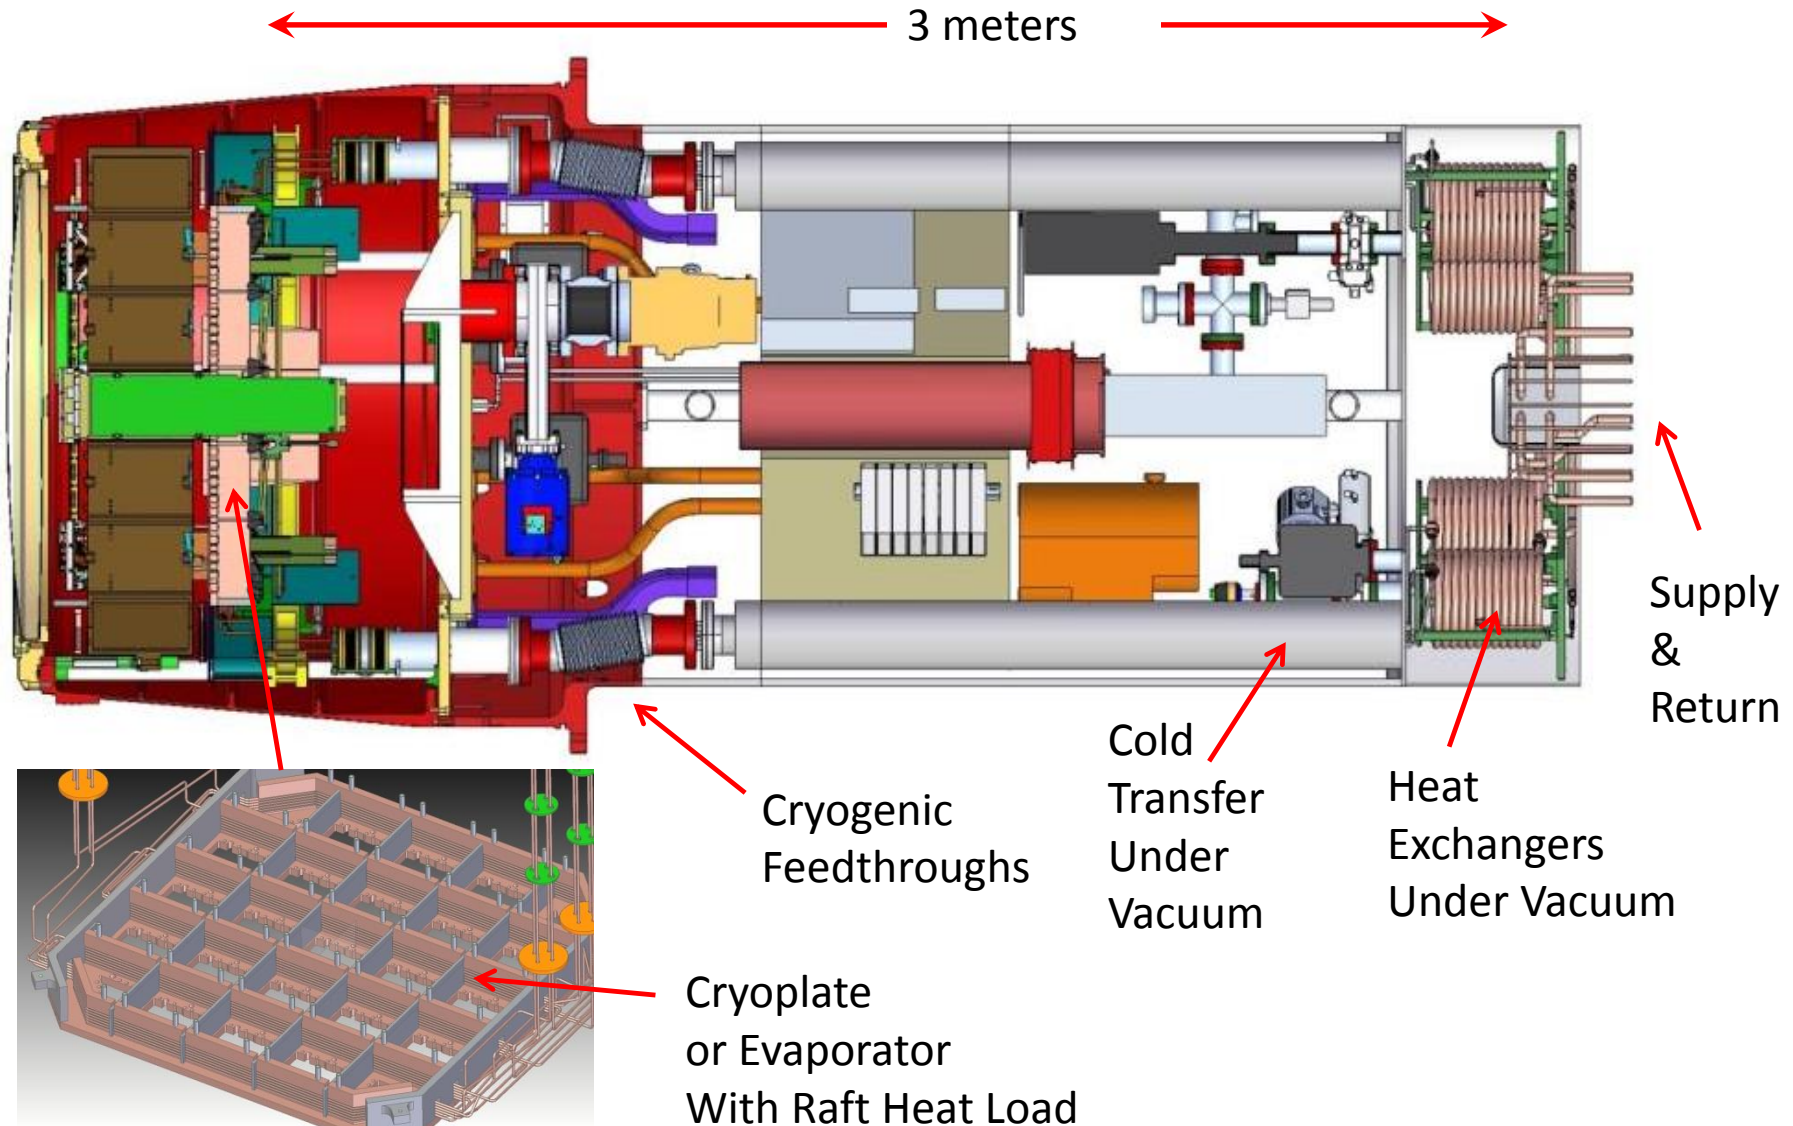 3 meters
Supply
&
Return
Cold
Transfer
Under
Vacuum
Heat
Exchangers
Under Vacuum
Cryogenic
Feedthroughs
Cryoplate
or Evaporator
With Raft Heat Load